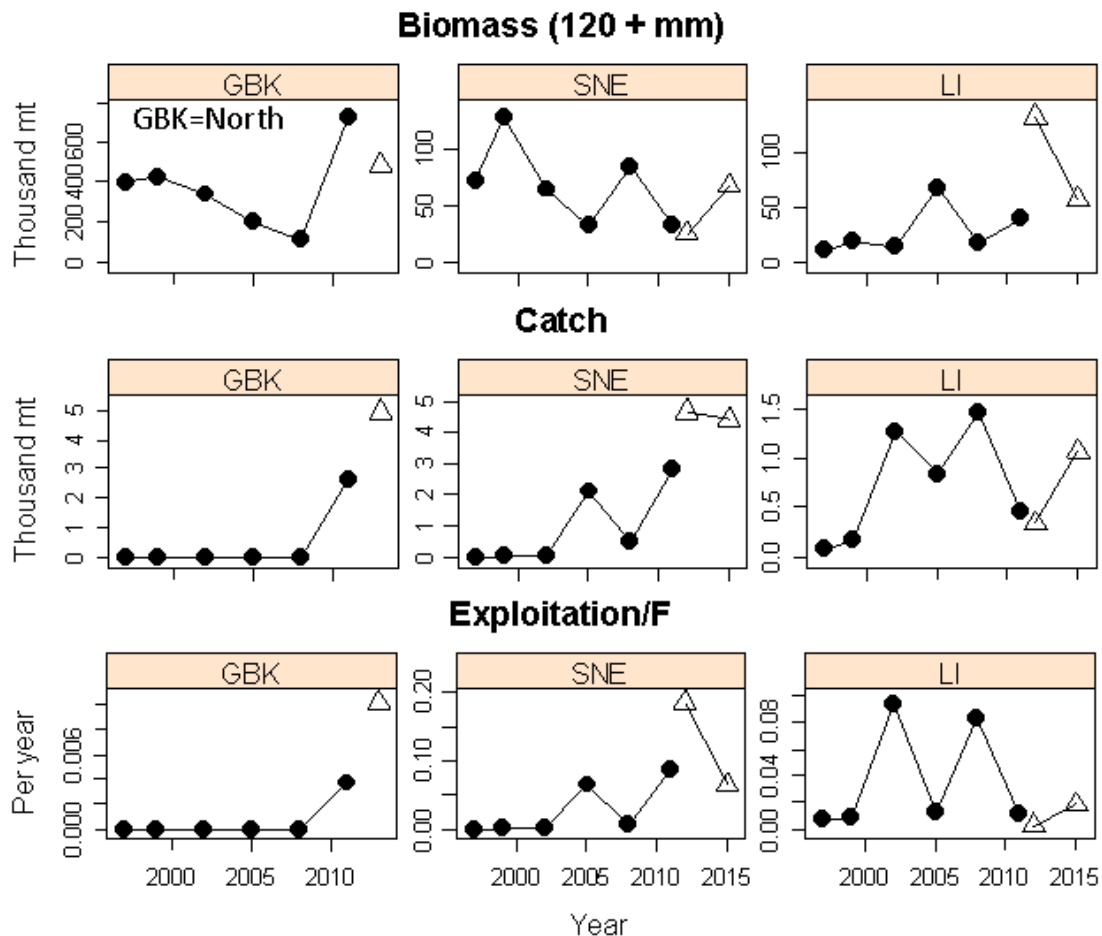 Biomass (120 + mm)
GBK SNE LI
GBK=North
Thousand mt
0 200 400 600
0 50 100
0 50 100
Catch
GBK SNE LI
Thousand mt
0 1 2 3 4 5
0 1 2 3 4 5
0.0 0.5 1.0 1.5
Exploitation/F
GBK SNE LI
Per year
0.000 0.006
0.00 0.10 0.20
0.00 0.04 0.08
2000 2005 2010 2000 2005 2010 2015 2000 2005 2010 2015
Year